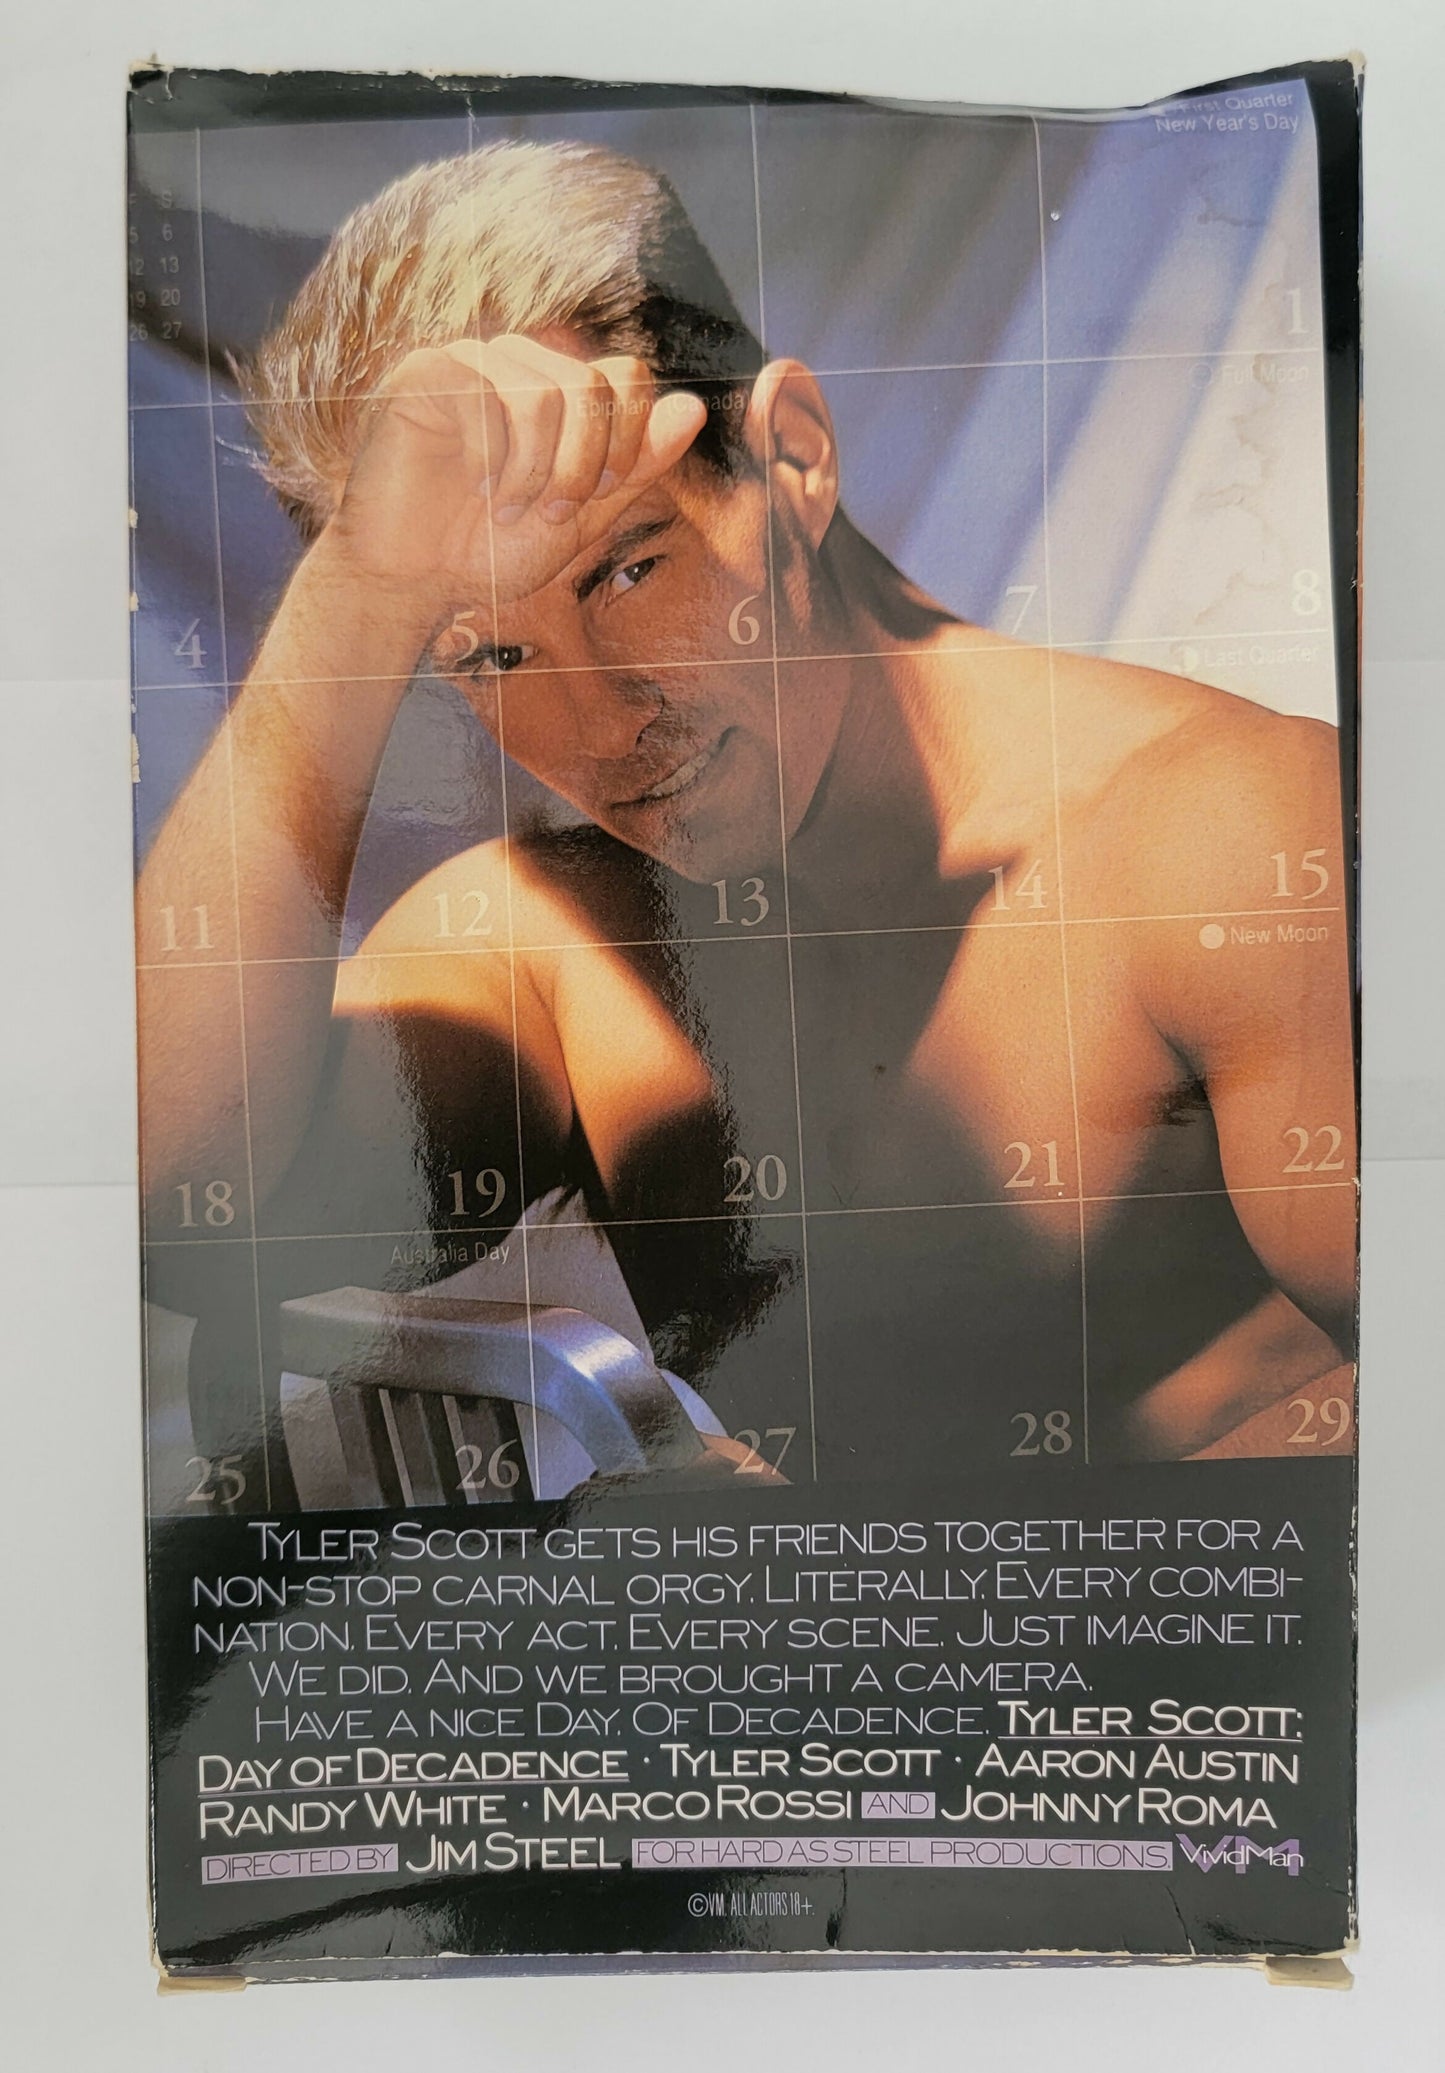 First Quarter
New Year's Day
F S
5 6
12 13
19 20
26 27
1
Full Moon
Epiphany (Canada)
4 5 6 7 8
Last Quarter
11 12 13 14 15
New Moon
18 19 20 21 22
Australia Day
25 26 27 28 29
TYLER SCOTT GETS HIS FRIENDS TOGETHER FOR A
NON-STOP CARNAL ORGY. LITERALLY. EVERY COMBI-
NATION. EVERY ACT. EVERY SCENE. JUST IMAGINE IT.
WE DID. AND WE BROUGHT A CAMERA.
HAVE A NICE DAY. OF DECADENCE. TYLER SCOTT:
DAY OF DECADENCE · TYLER SCOTT · AARON AUSTIN
RANDY WHITE · MARCO ROSSI AND JOHNNY ROMA
DIRECTED BY JIM STEEL FOR HARD AS STEEL PRODUCTIONS. VM VividMan
©VM. ALL ACTORS 18+.